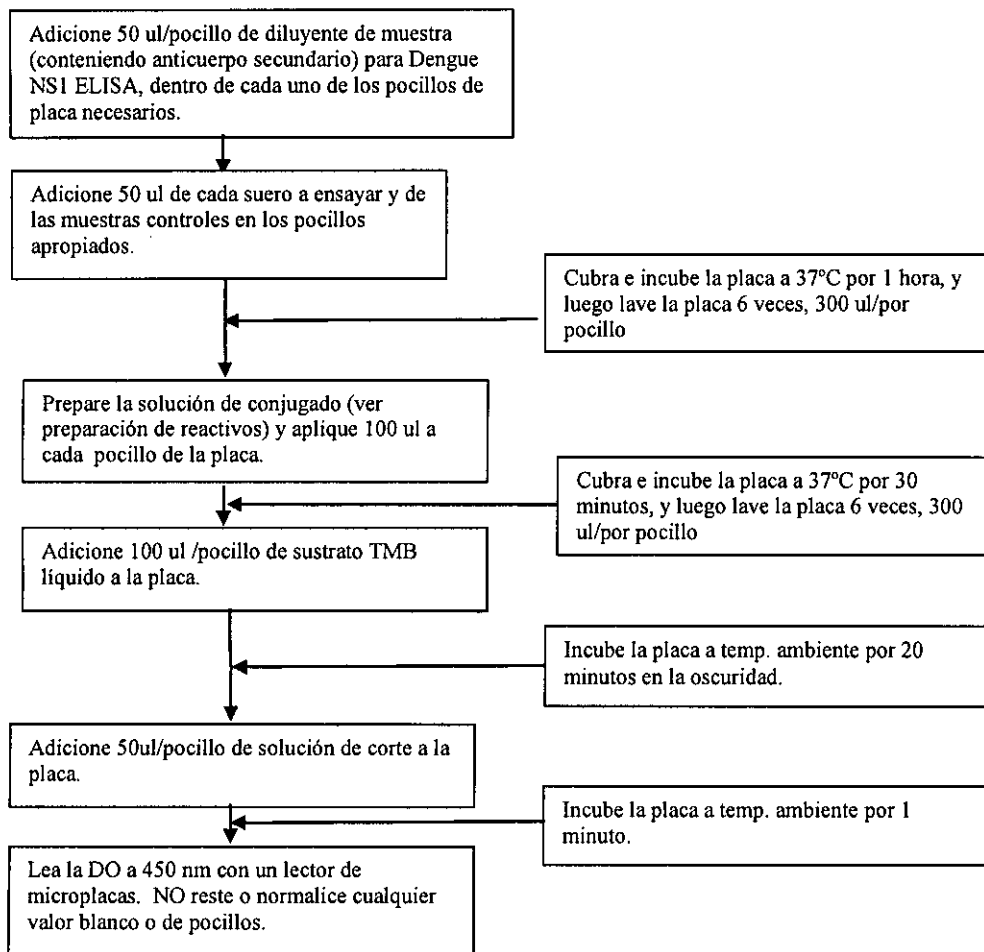 Adicione 50 ul/pocillo de diluyente de muestra
(conteniendo anticuerpo secundario) para Dengue
NS1 ELISA, dentro de cada uno de los pocillos de
placa necesarios.
Adicione 50 ul de cada suero a ensayar y de
las muestras controles en los pocillos
apropiados.
Cubra e incube la placa a 37ºC por 1 hora, y
luego lave la placa 6 veces, 300 ul/por
pocillo
Prepare la solución de conjugado (ver
preparación de reactivos) y aplique 100 ul a
cada pocillo de la placa.
Cubra e incube la placa a 37ºC por 30
minutos, y luego lave la placa 6 veces, 300
ul/por pocillo
Adicione 100 ul /pocillo de sustrato TMB
líquido a la placa.
Incube la placa a temp. ambiente por 20
minutos en la oscuridad.
Adicione 50ul/pocillo de solución de corte a la
placa.
Incube la placa a temp. ambiente por 1
minuto.
Lea la DO a 450 nm con un lector de
microplacas. NO reste o normalice cualquier
valor blanco o de pocillos.